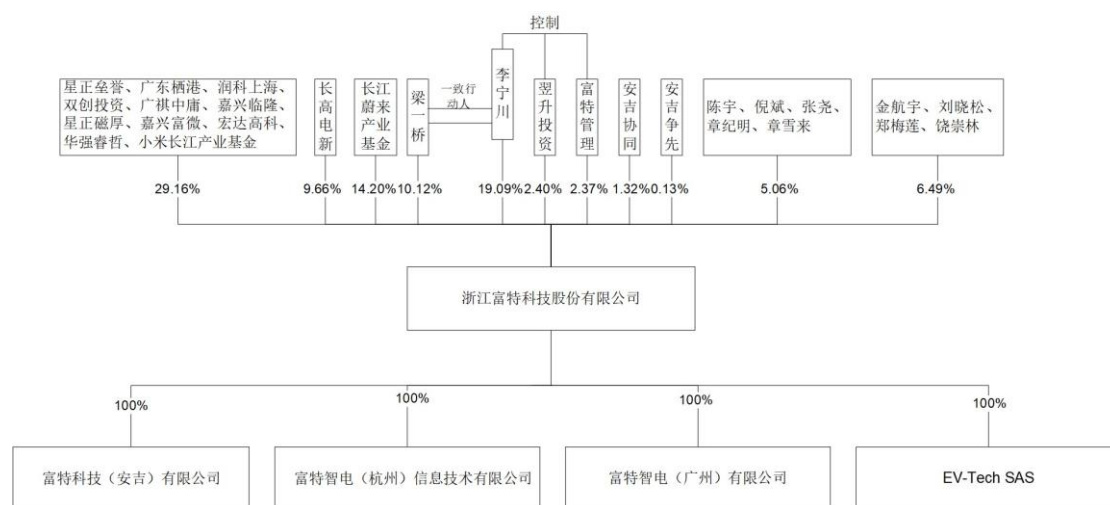 控制
星正垒誉、广东栖港、润科上海、
双创投资、广祺中庸、嘉兴临隆、
星正磁厚、嘉兴富微、宏达高科、
华强睿哲、小米长江产业基金
长高电新
长江
蔚来
产业
基金
梁一桥
一致行
动人
李宁川
翌升投资
富特管理
安吉协同
安吉争先
陈宇、倪斌、张尧、
章纪明、章雪来
金航宇、刘晓松、
郑梅莲、饶崇林
29.16%
9.66%
14.20%
10.12%
19.09%
2.40%
2.37%
1.32%
0.13%
5.06%
6.49%
浙江富特科技股份有限公司
100%
100%
100%
100%
富特科技（安吉）有限公司
富特智电（杭州）信息技术有限公司
富特智电（广州）有限公司
EV-Tech SAS